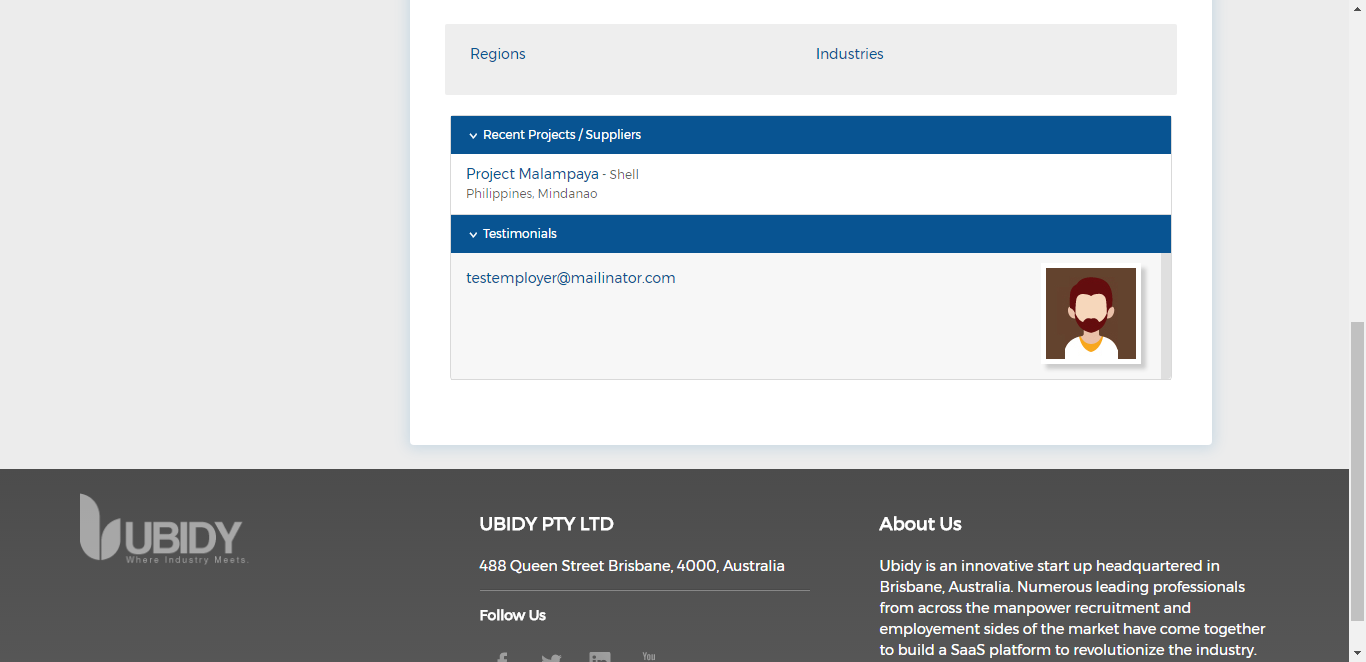 Regions
Industries
Recent Projects / Suppliers
Project Malampaya - Shell
Philippines, Mindanao
Testimonials
testemployer@mailinator.com
UBIDY
Where Industry Meets.
UBIDY PTY LTD
488 Queen Street Brisbane, 4000, Australia
Follow Us
You
About Us
Ubidy is an innovative start up headquartered in
Brisbane, Australia. Numerous leading professionals
from across the manpower recruitment and
employement sides of the market have come together
to build a SaaS platform to revolutionize the industry.